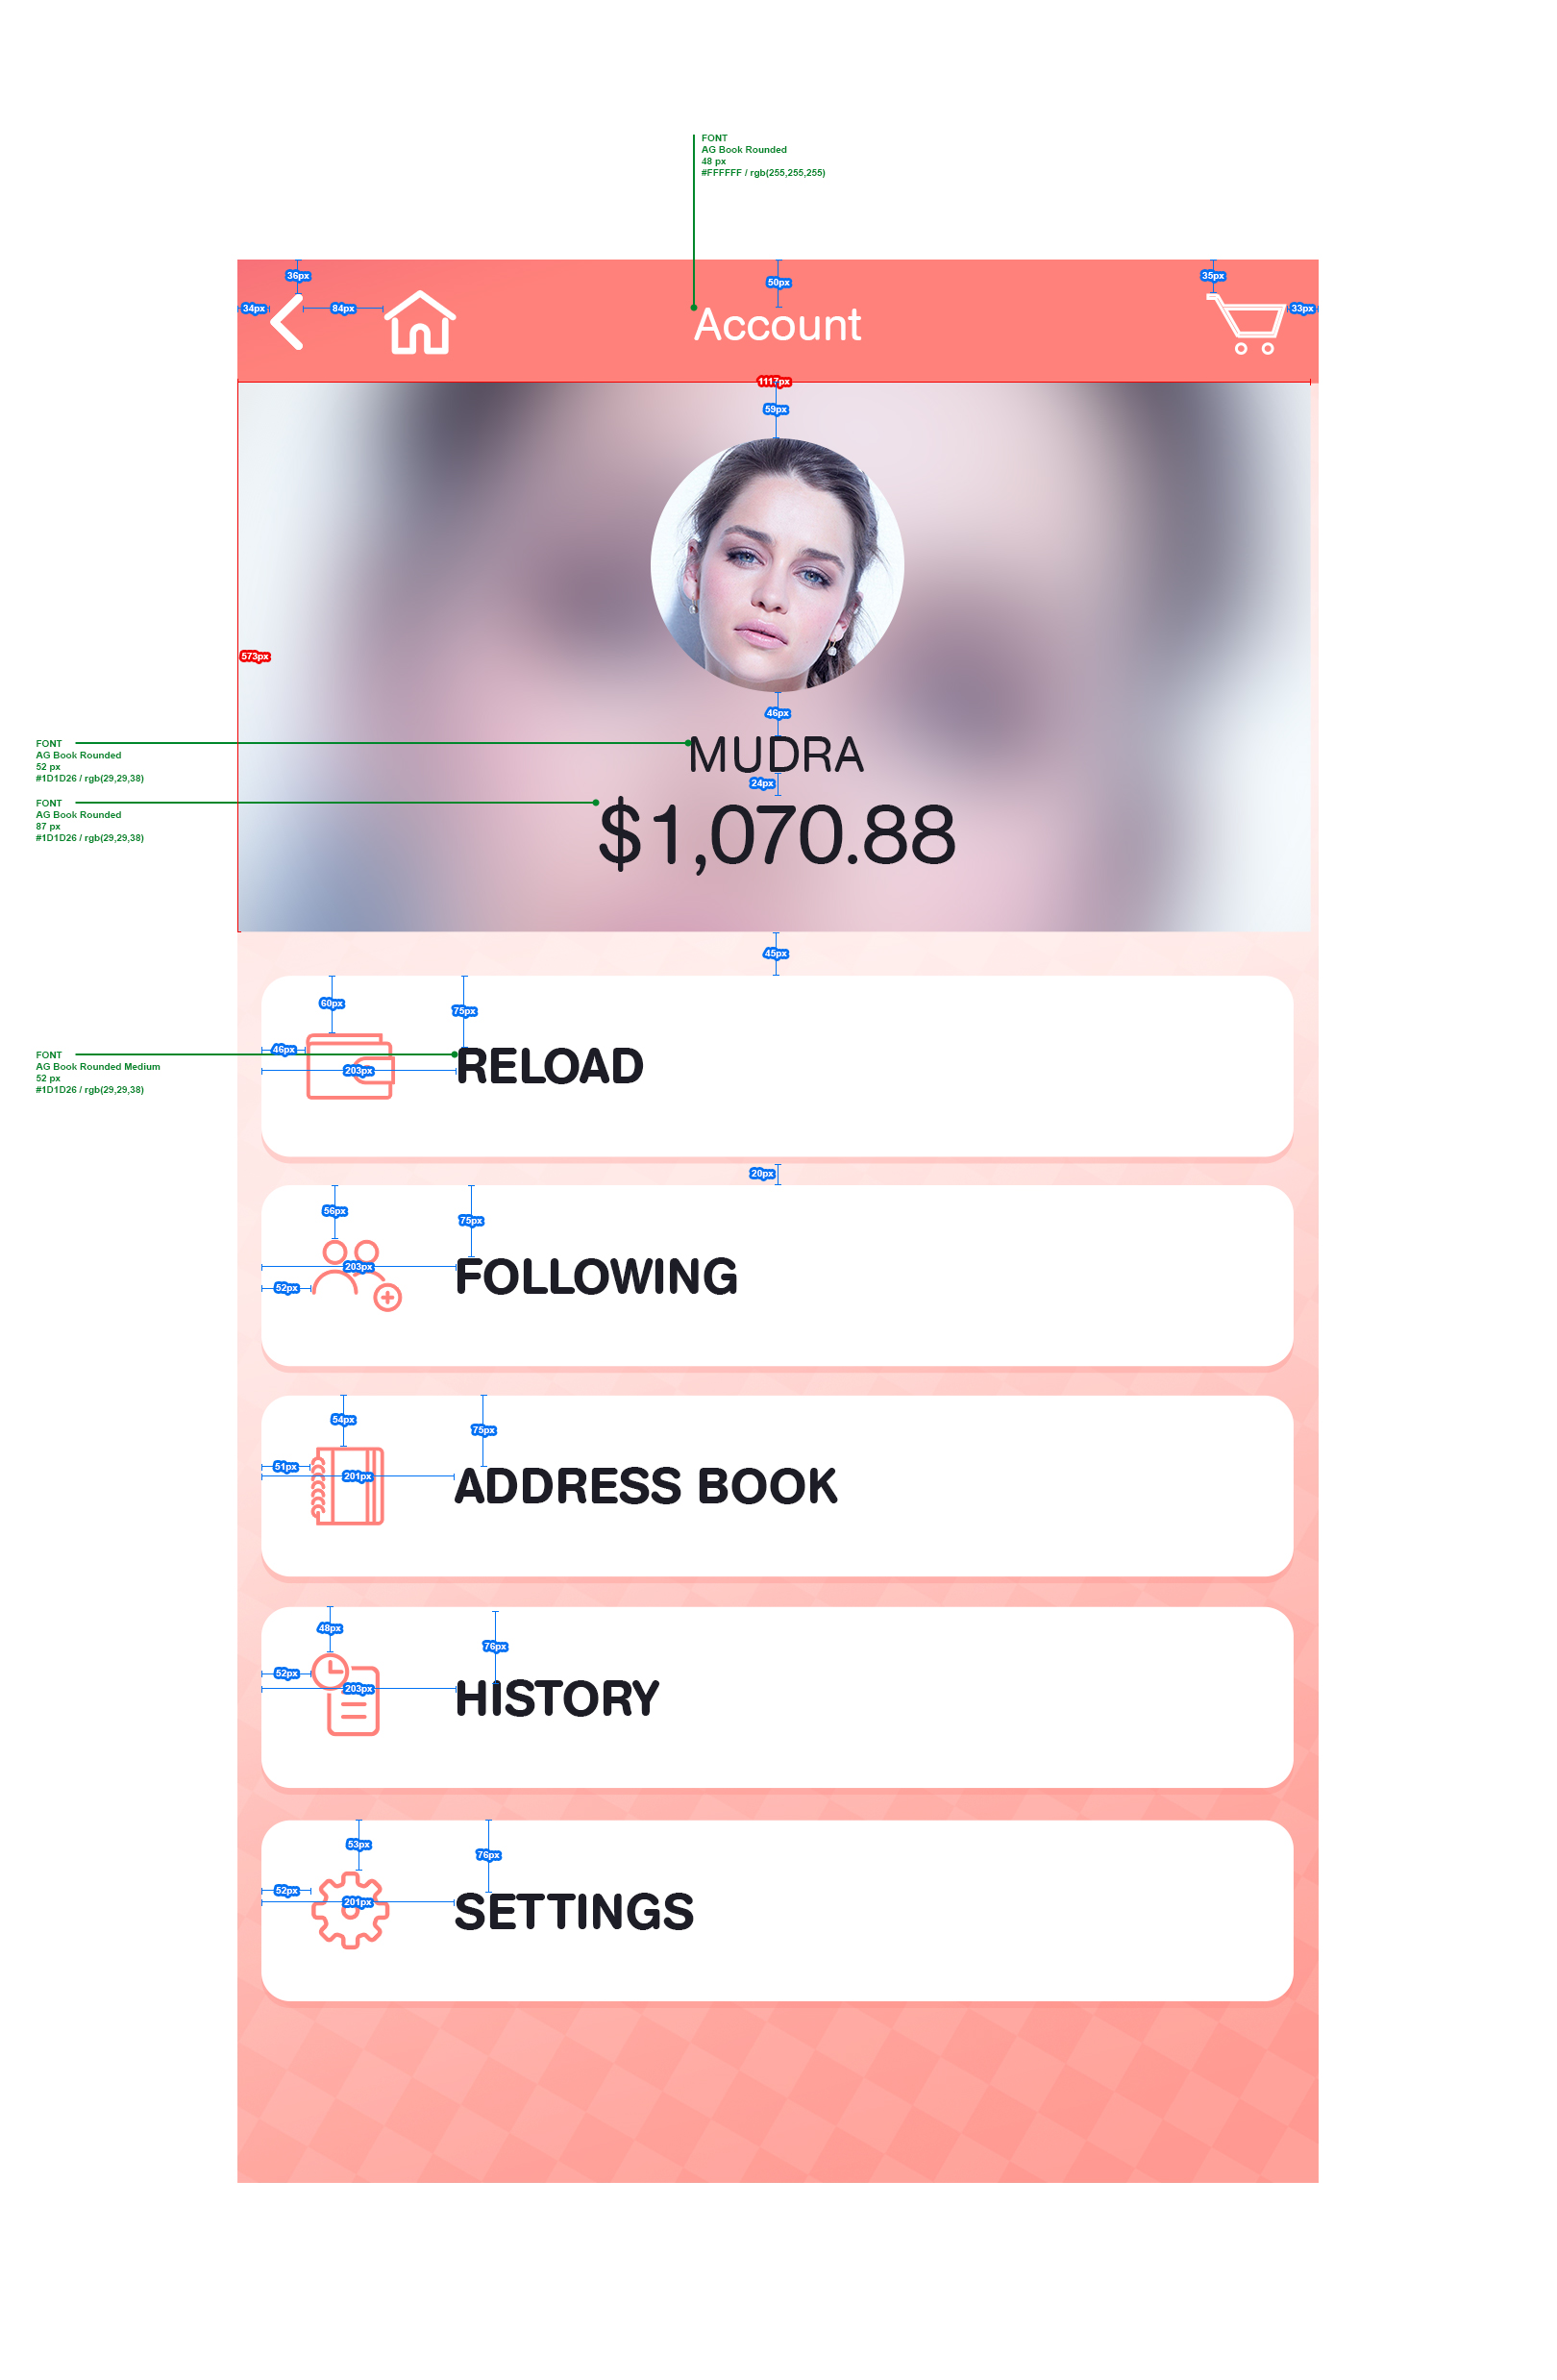 FONT
AG Book Rounded
48 px
#FFFFFF / rgb(255,255,255)
36px
50px
35px
34px
84px
33px
Account
1117px
59px
573px
46px
FONT
AG Book Rounded
52 px
#1D1D26 / rgb(29,29,38)
MUDRA
24px
FONT
AG Book Rounded
87 px
#1D1D26 / rgb(29,29,38)
$1,070.88
45px
60px
75px
46px
FONT
AG Book Rounded Medium
52 px
#1D1D26 / rgb(29,29,38)
203px
RELOAD
20px
56px
75px
203px
52px
FOLLOWING
54px
75px
51px
201px
ADDRESS BOOK
48px
76px
52px
203px
HISTORY
53px
76px
52px
201px
SETTINGS